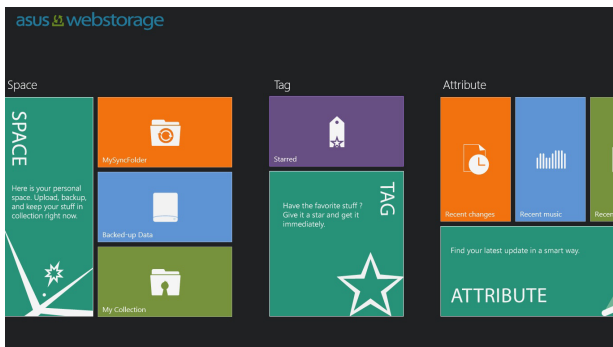 asus webstorage
Space
SPACE
Here is your personal
space. Upload, backup,
and keep your stuff in
collection right now.
MySyncFolder
Backed-up Data
My Collection
Tag
Starred
Have the favorite stuff ?
Give it a star and get it
immediately.
TAG
Attribute
Recent changes
Recent music
Recen
Find your latest update in a smart way.
ATTRIBUTE